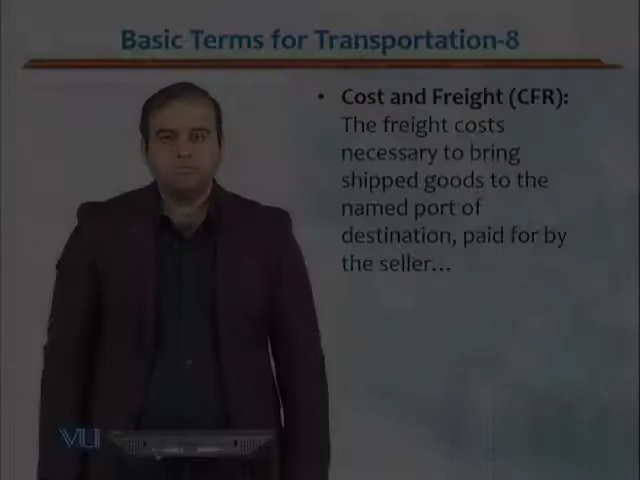 Basic Terms for Transportation-8
• Cost and Freight (CFR):
The freight costs
necessary to bring
shipped goods to the
named port of
destination, paid for by
the seller...
VU